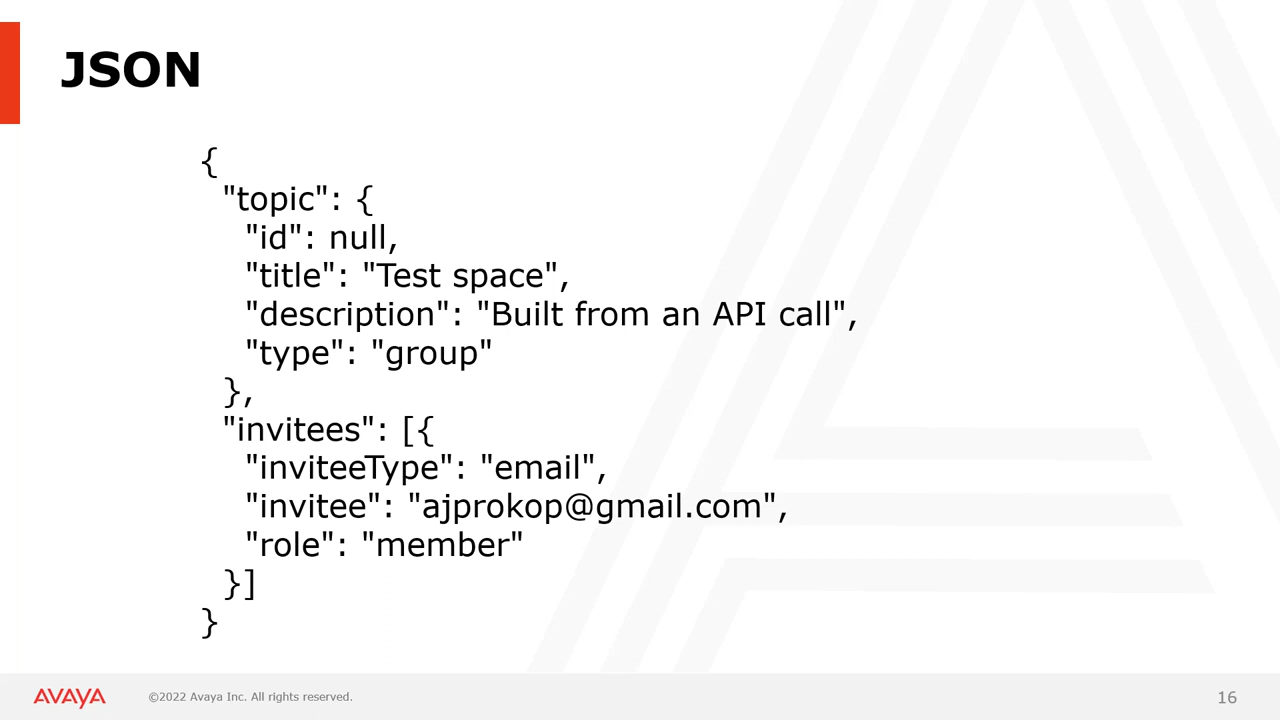 JSON
{
"topic": {
"id": null,
"title": "Test space",
"description": "Built from an API call",
"type": "group"
},
"invitees": [{
"inviteeType": "email",
"invitee": "ajprokop@gmail.com",
"role": "member"
}]
}
AVAYA ©2022 Avaya Inc. All rights reserved. 16